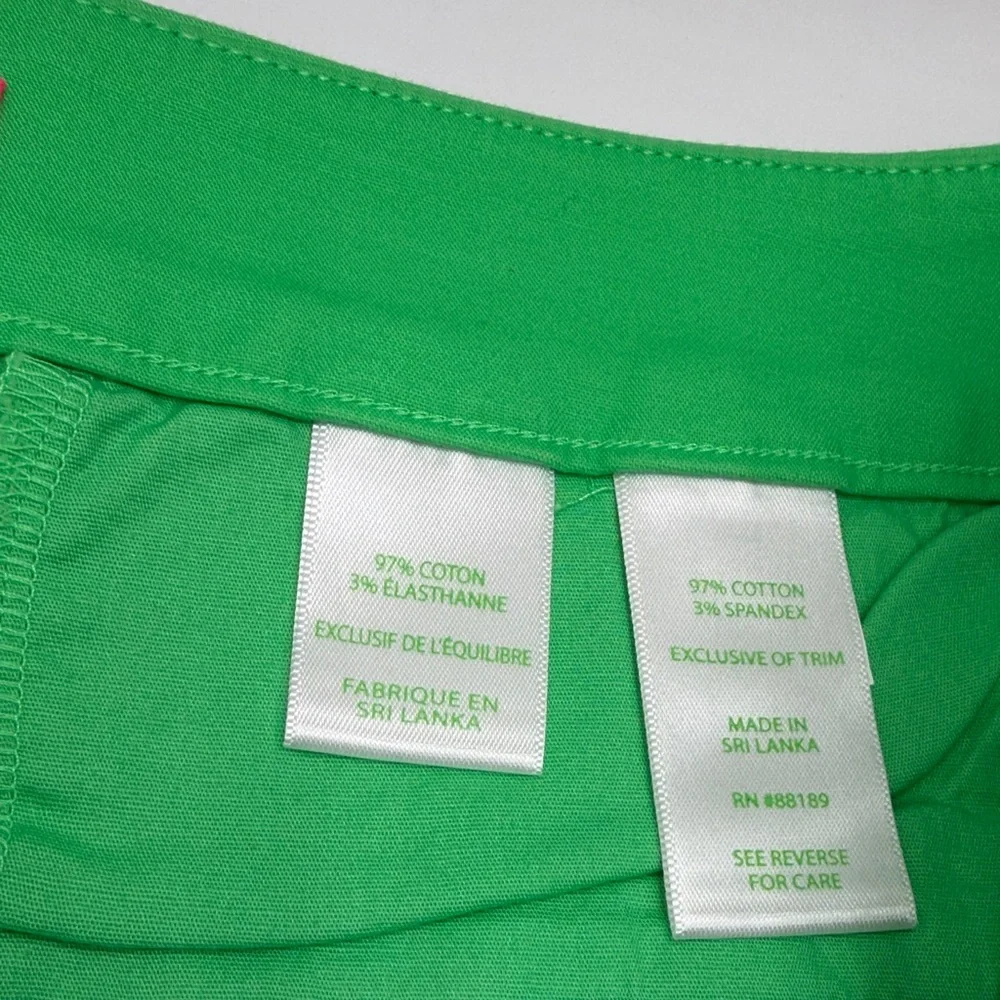 97% COTON
3% ÉLASTHANNE
EXCLUSIF DE L'ÉQUILIBRE
FABRIQUE EN
SRI LANKA
97% COTTON
3% SPANDEX
EXCLUSIVE OF TRIM
MADE IN
SRI LANKA
RN #88189
SEE REVERSE
FOR CARE